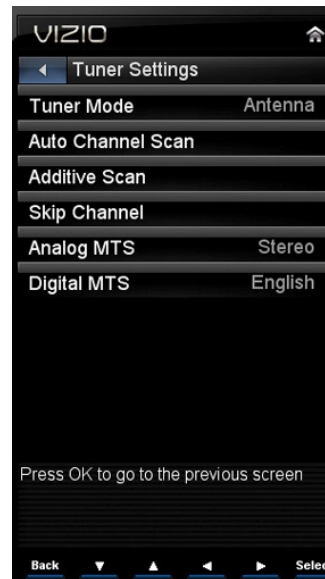 VIZIO
Tuner Settings
Tuner Mode Antenna
Auto Channel Scan
Additive Scan
Skip Channel
Analog MTS Stereo
Digital MTS English
Press OK to go to the previous screen
Back Selec